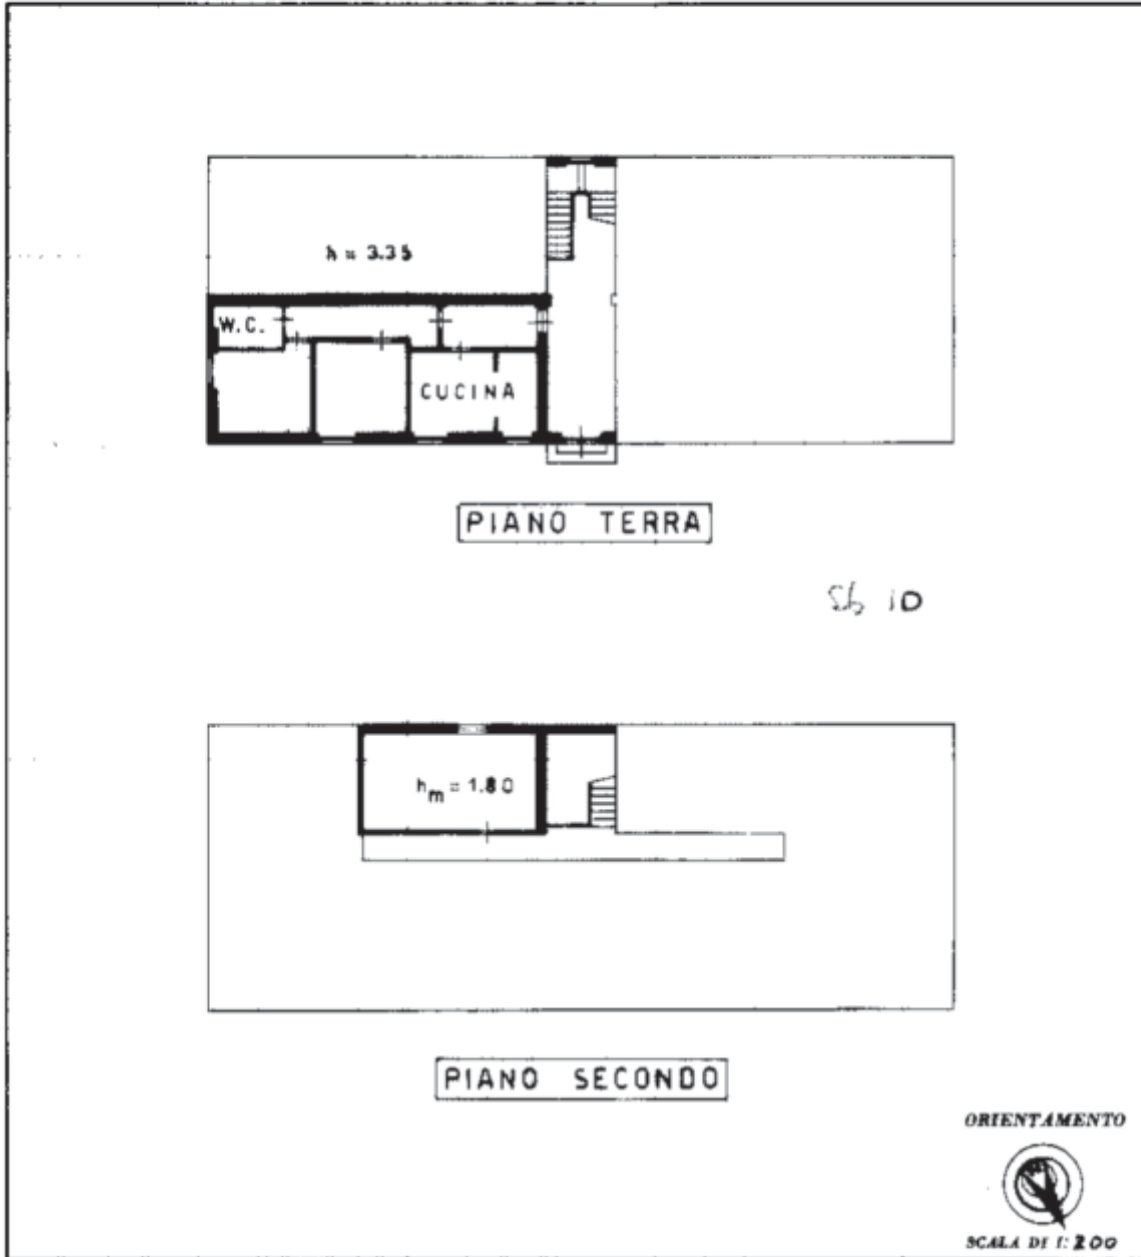 h = 3.35
W.C.
CUCINA
PIANO TERRA
Sb 10
h m = 1.80
PIANO SECONDO
ORIENTAMENTO
SCALA DI 1: 200